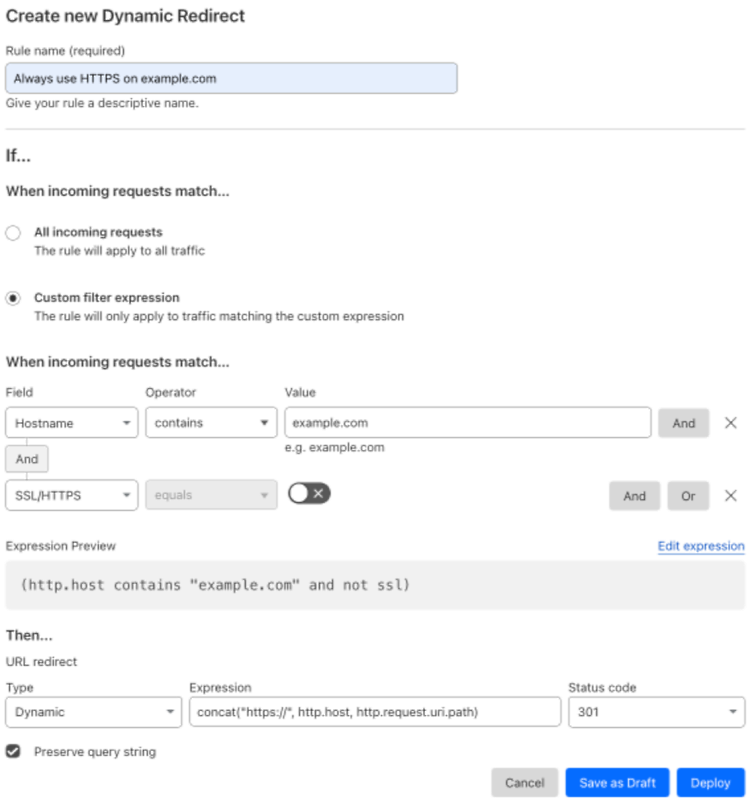 Create new Dynamic Redirect
Rule name (required)
Always use HTTPS on example.com
Give your rule a descriptive name.
If...
When incoming requests match...
All incoming requests
The rule will apply to all traffic
Custom filter expression
The rule will only apply to traffic matching the custom expression
When incoming requests match...
Field Operator Value
Hostname contains example.com And
e.g. example.com
And
SSL/HTTPS equals And Or
Expression Preview Edit expression
(http.host contains "example.com" and not ssl)
Then...
URL redirect
Type Expression Status code
Dynamic concat("https://", http.host, http.request.uri.path) 301
Preserve query string
Cancel Save as Draft Deploy